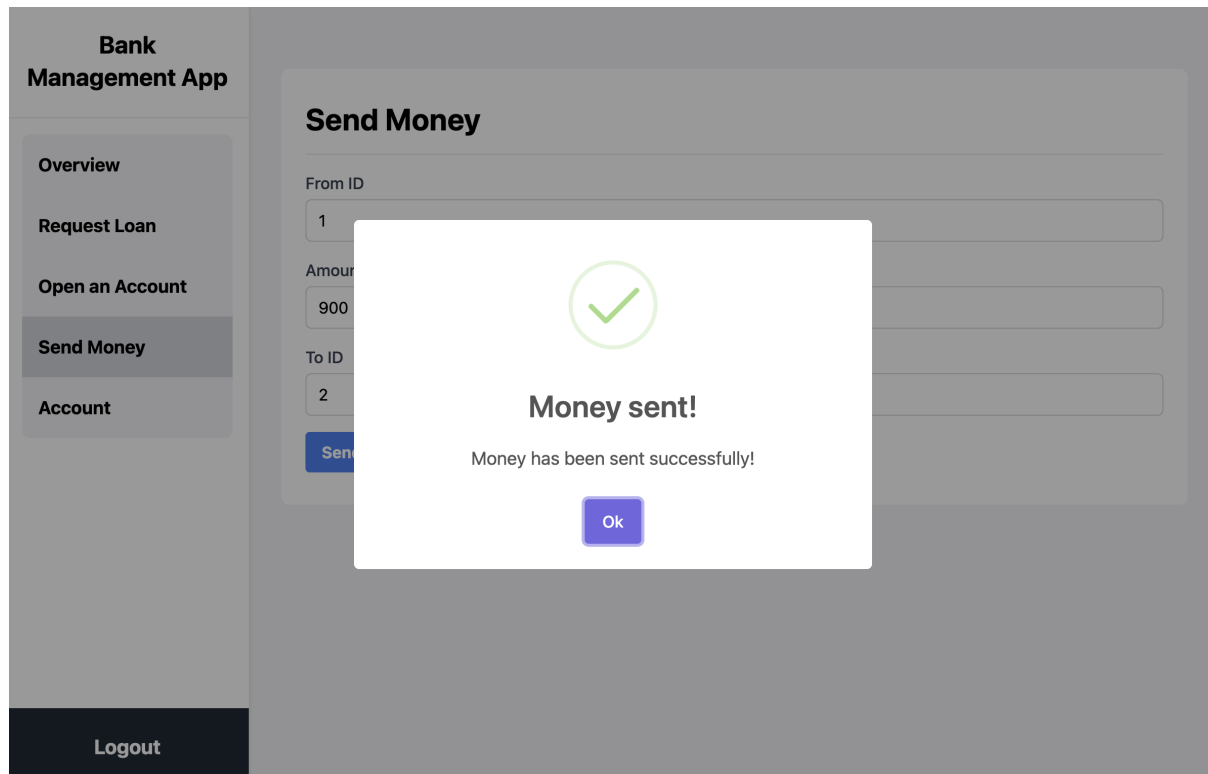 Bank
Management App
Overview
Request Loan
Open an Account
Send Money
Account
Logout
Send Money
From ID
1
900
To ID
2
Money sent!
Money has been sent successfully!
Ok